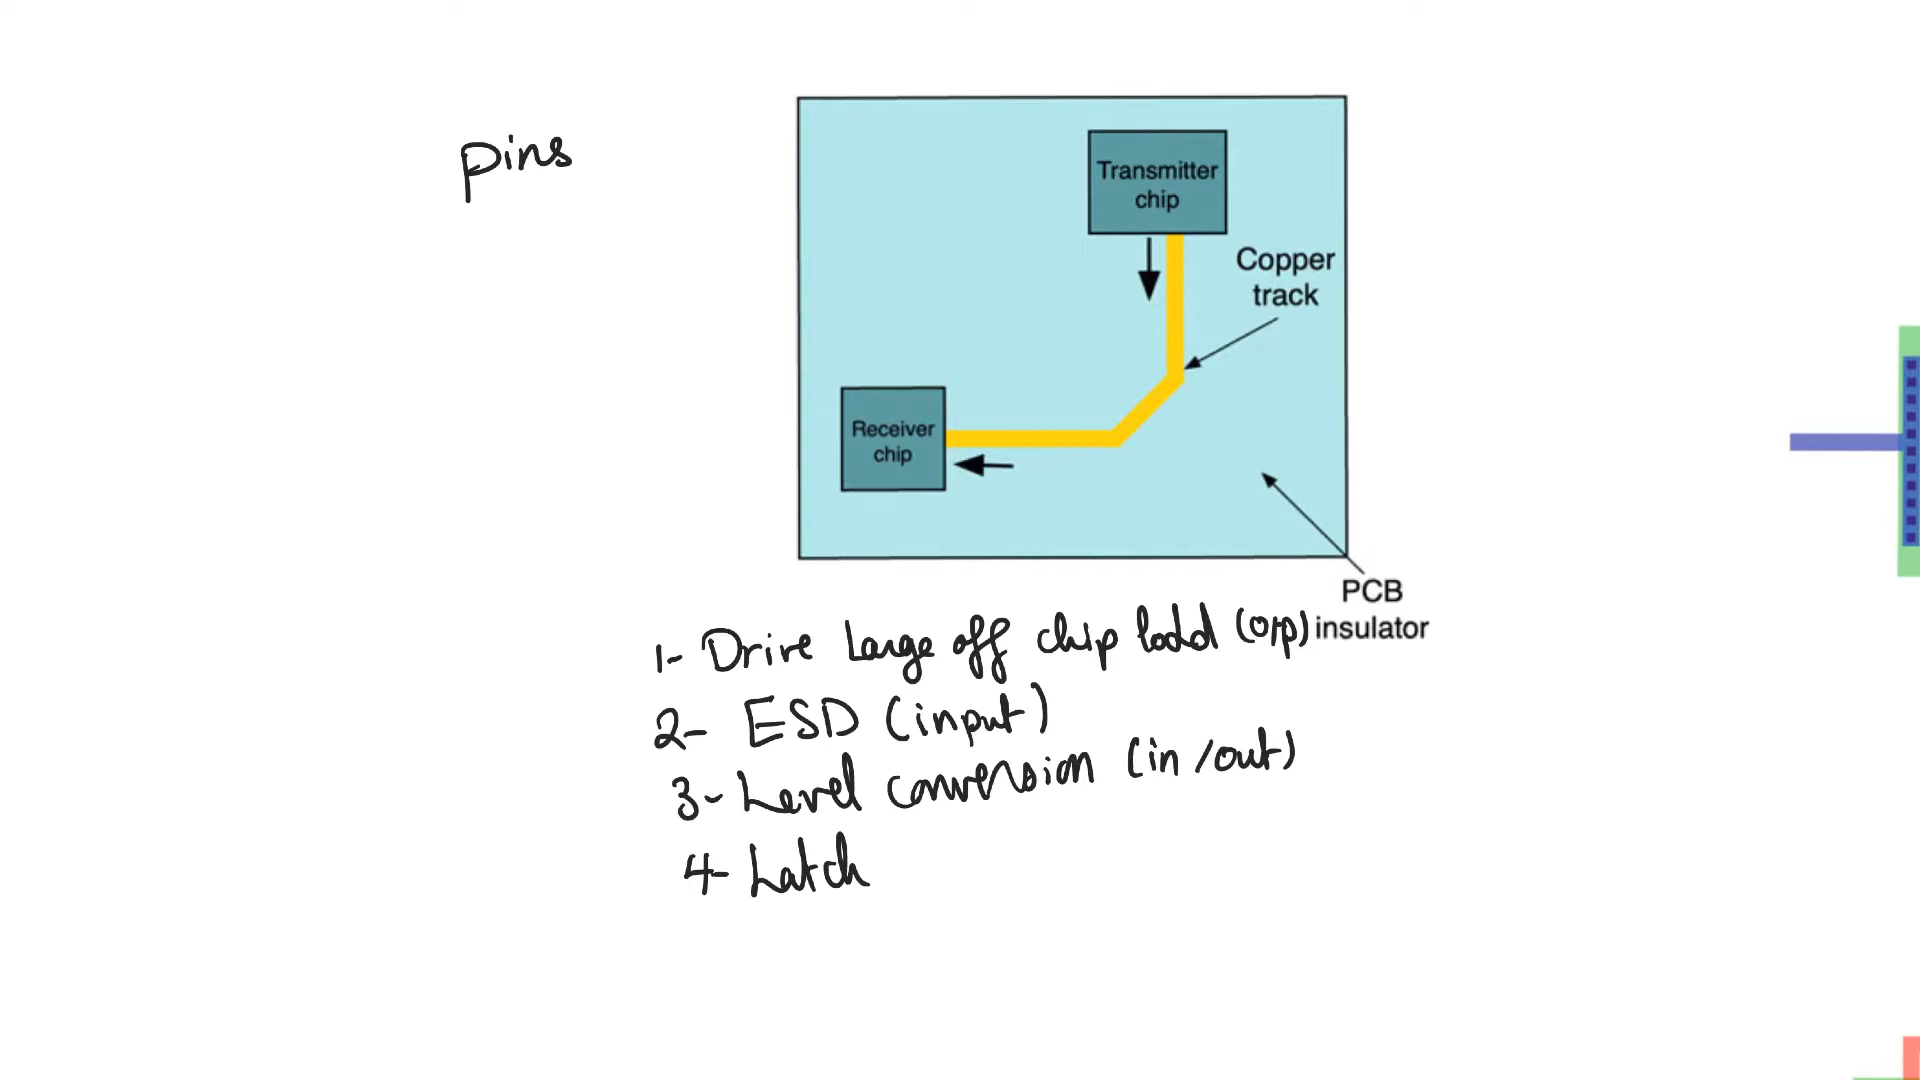 pins
Transmitter
chip
Copper
track
Receiver
chip
PCB
insulator
1- Drive Large off chip load (o/p)
2- ESD (input)
3- Level conversion (in/out)
4- Latch